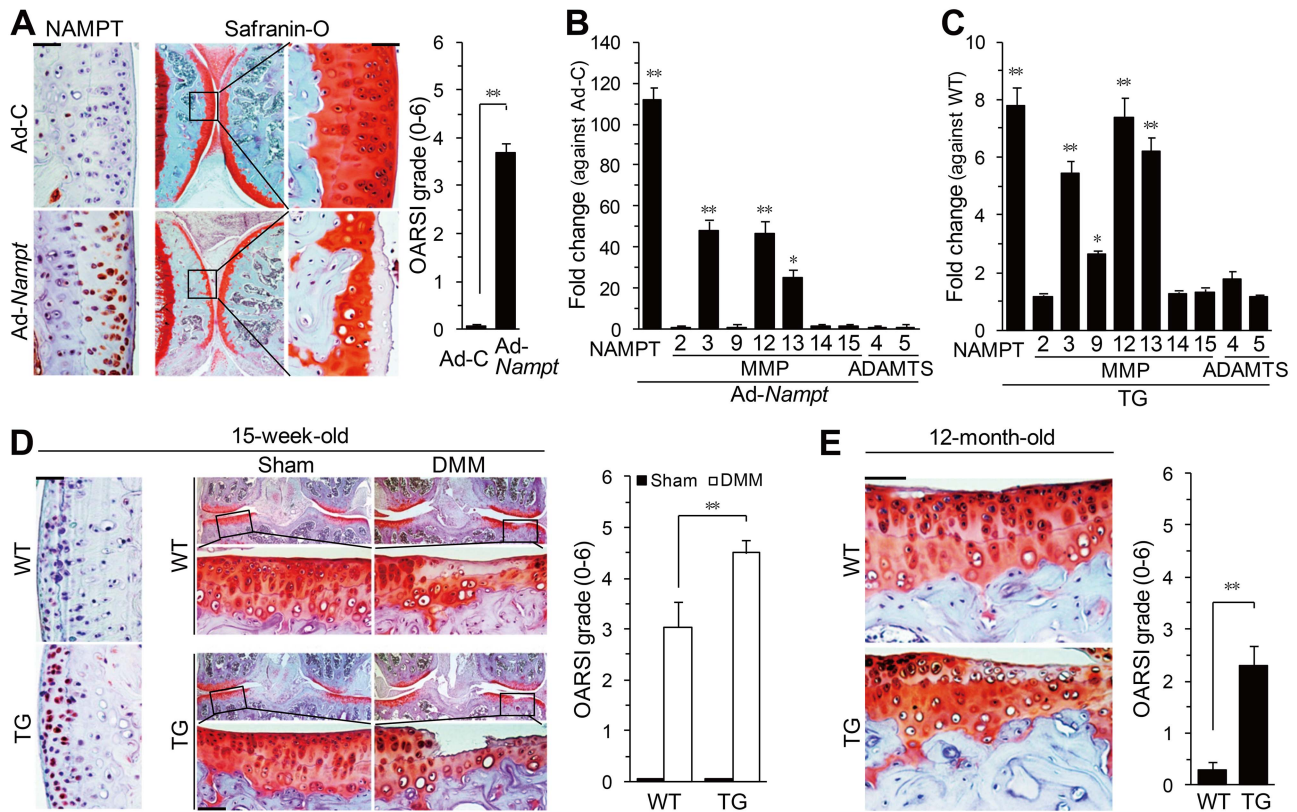 A
NAMPT
Safranin-O
Ad-C
Ad-Nampt
OARSI grade (0-6)
6
5
4
3
2
1
0
**
Ad-C
Ad-
Nampt
B
Fold change (against Ad-C)
140
120
100
80
60
40
20
0
**
**
**
*
NAMPT 2 3 9 12 13 14 15 4 5
MMP ADAMTS
Ad-Nampt
C
Fold change (against WT)
10
8
6
4
2
0
**
**
*
**
**
NAMPT 2 3 9 12 13 14 15 4 5
MMP ADAMTS
TG
D
15-week-old
Sham DMM
WT
TG
WT
TG
OARSI grade (0-6)
6
5
4
3
2
1
0
Sham DMM
**
WT TG
E
12-month-old
WT
TG
OARSI grade (0-6)
6
5
4
3
2
1
0
**
WT TG